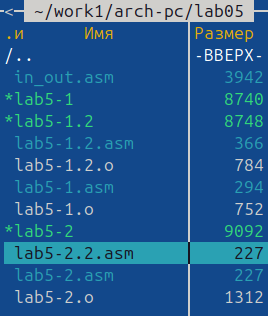 <─ ~/work1/arch-pc/lab05
.и Имя Размер
/.. -ВВЕРХ-
in_out.asm 3942
*lab5-1 8740
*lab5-1.2 8748
lab5-1.2.asm 366
lab5-1.2.o 784
lab5-1.asm 294
lab5-1.o 752
*lab5-2 9092
lab5-2.2.asm 227
lab5-2.asm 227
lab5-2.o 1312